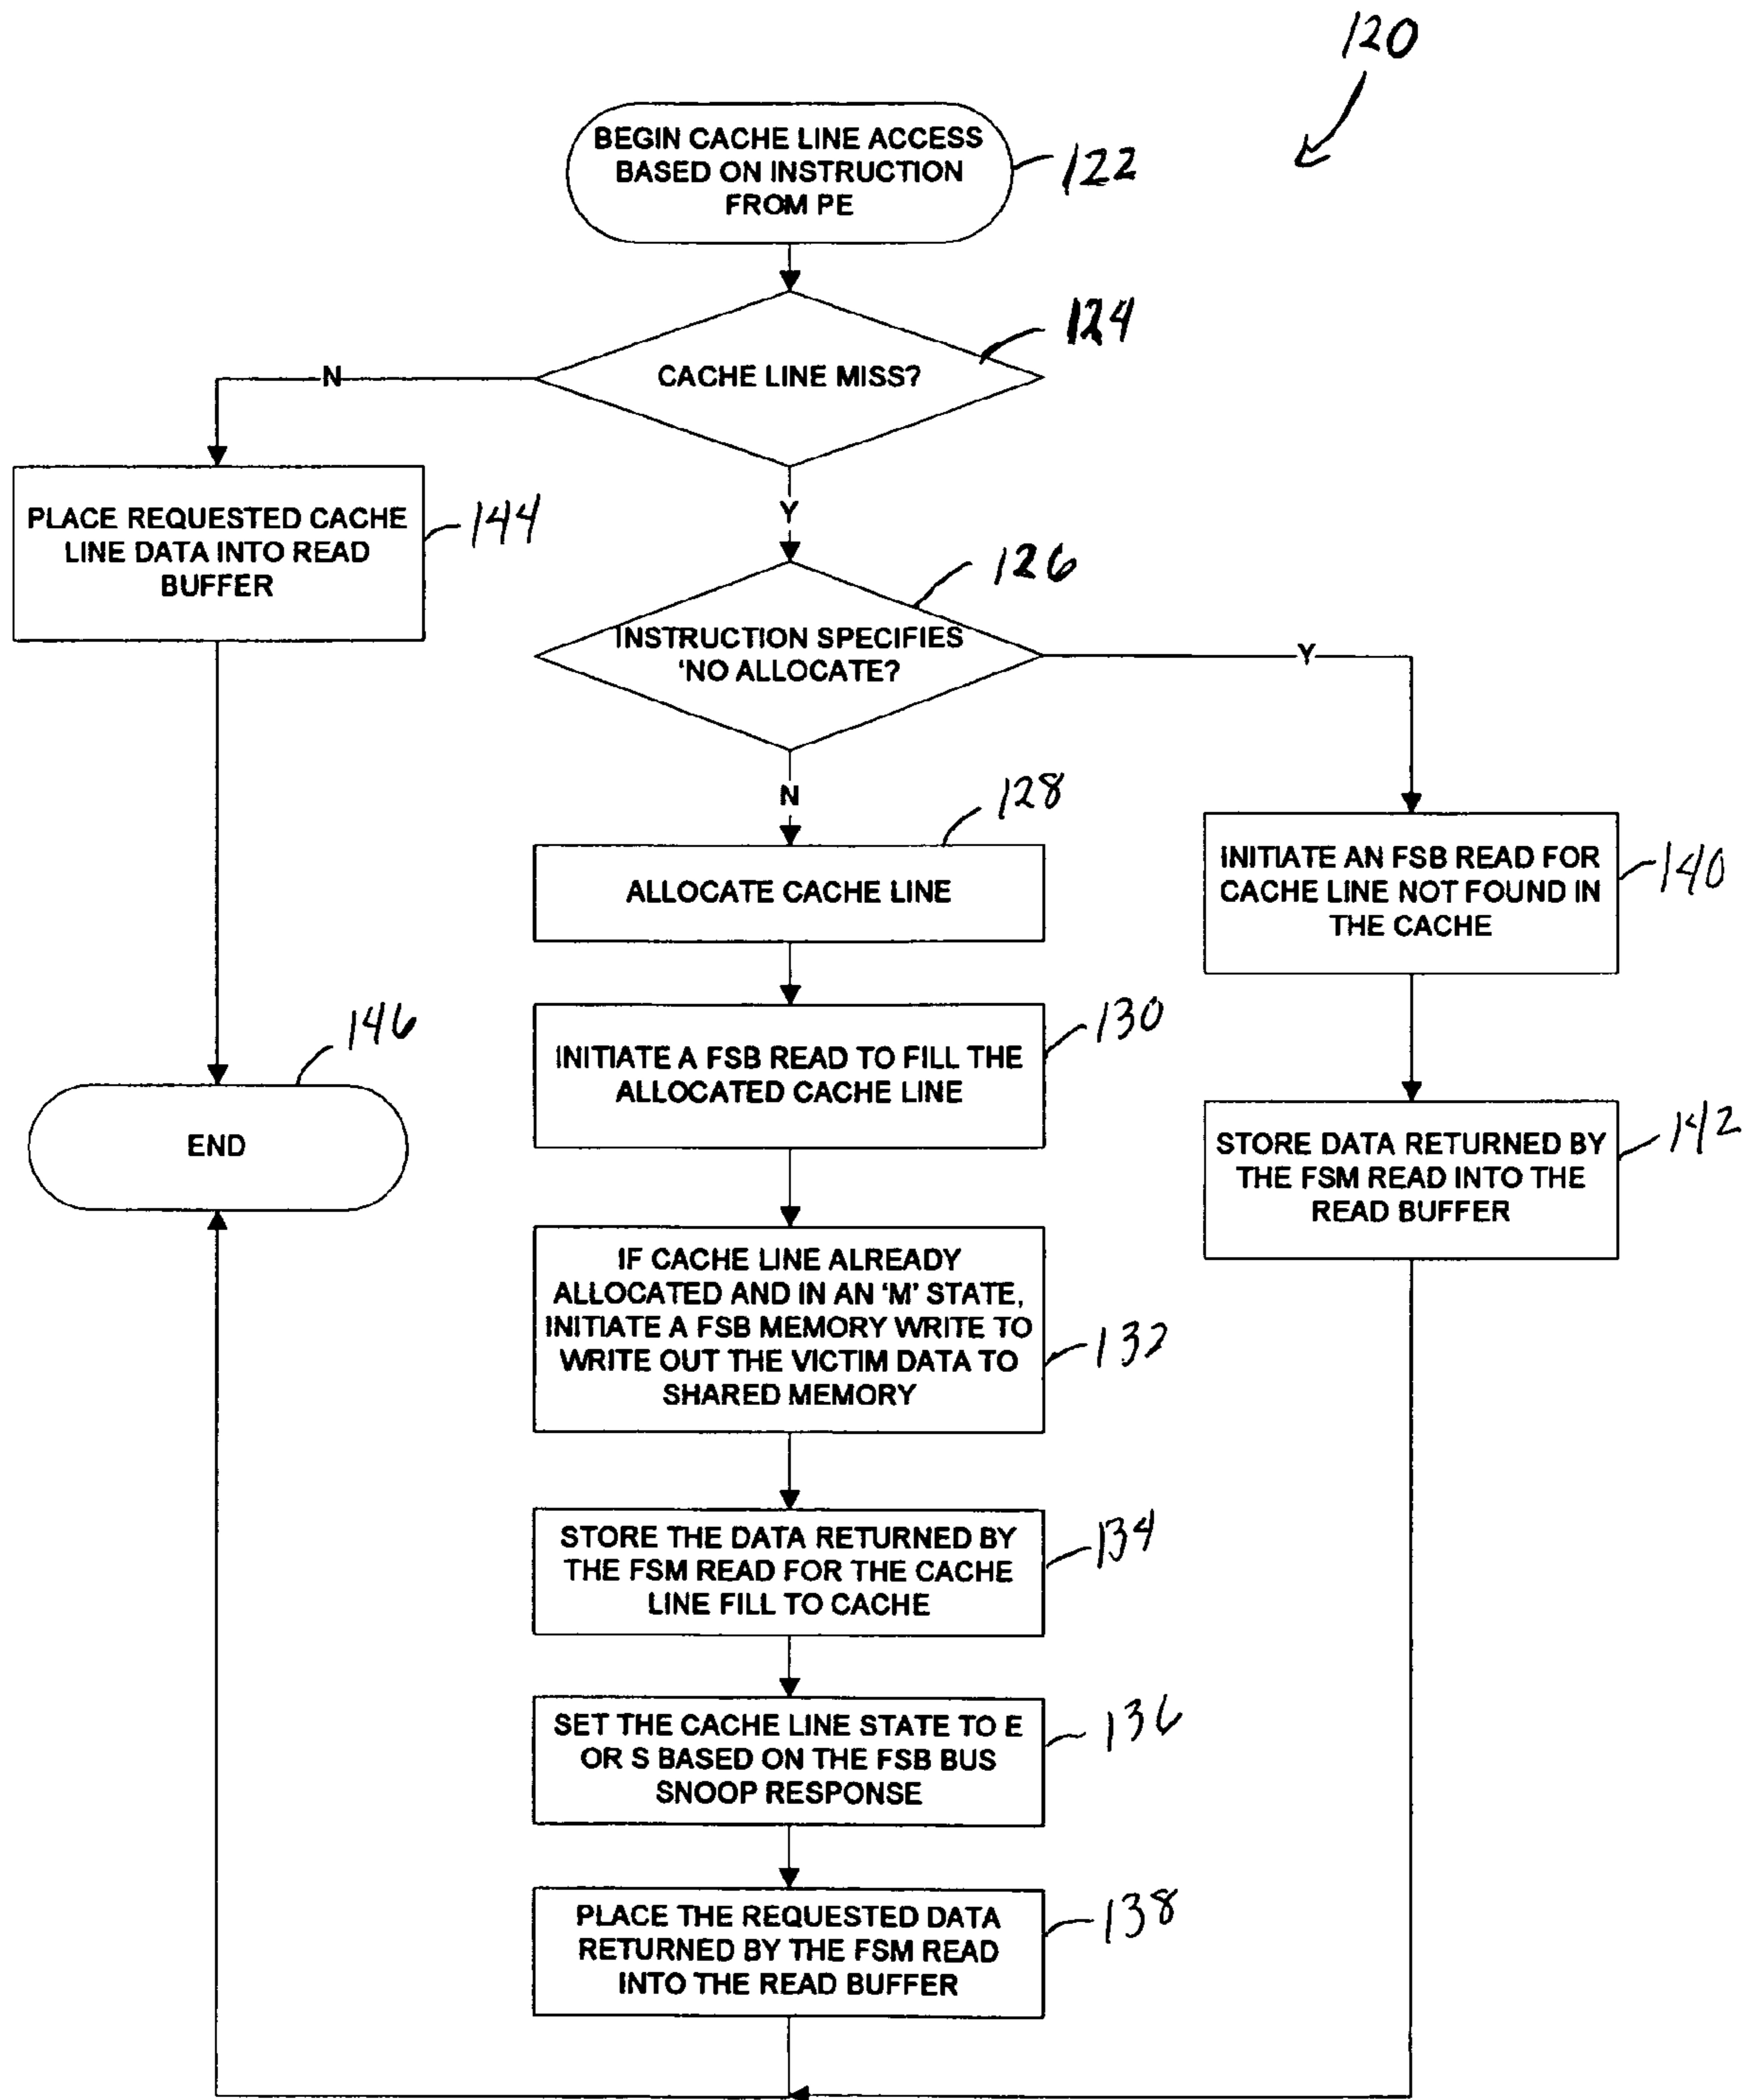 120
BEGIN CACHE LINE ACCESS
BASED ON INSTRUCTION
FROM PE
122
124
CACHE LINE MISS?
N
Y
PLACE REQUESTED CACHE
LINE DATA INTO READ
BUFFER
144
126
INSTRUCTION SPECIFIES
'NO ALLOCATE?
Y
N
128
ALLOCATE CACHE LINE
INITIATE AN FSB READ FOR
CACHE LINE NOT FOUND IN
THE CACHE
140
130
INITIATE A FSB READ TO FILL THE
ALLOCATED CACHE LINE
146
END
STORE DATA RETURNED BY
THE FSM READ INTO THE
READ BUFFER
142
IF CACHE LINE ALREADY
ALLOCATED AND IN AN 'M' STATE,
INITIATE A FSB MEMORY WRITE TO
WRITE OUT THE VICTIM DATA TO
SHARED MEMORY
132
STORE THE DATA RETURNED BY
THE FSM READ FOR THE CACHE
LINE FILL TO CACHE
134
SET THE CACHE LINE STATE TO E
OR S BASED ON THE FSB BUS
SNOOP RESPONSE
136
PLACE THE REQUESTED DATA
RETURNED BY THE FSM READ
INTO THE READ BUFFER
138